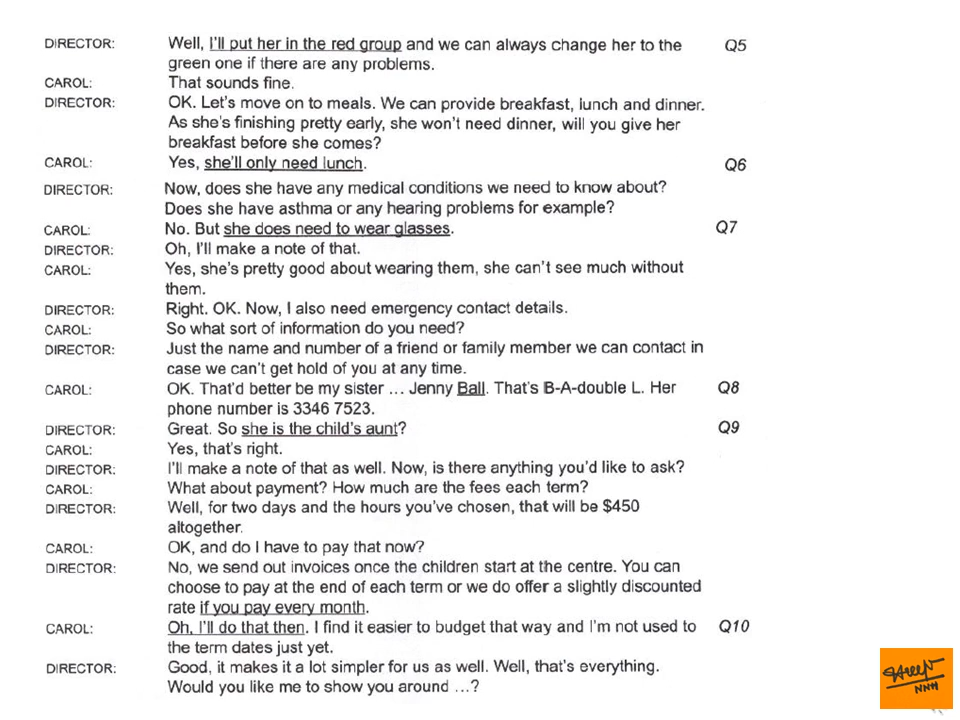 DIRECTOR: Well, I'll put her in the red group and we can always change her to the Q5
green one if there are any problems.
CAROL: That sounds fine.
DIRECTOR: OK. Let's move on to meals. We can provide breakfast, lunch and dinner.
As she's finishing pretty early, she won't need dinner, will you give her
breakfast before she comes?
CAROL: Yes, she'll only need lunch. Q6
DIRECTOR: Now, does she have any medical conditions we need to know about?
Does she have asthma or any hearing problems for example?
CAROL: No. But she does need to wear glasses. Q7
DIRECTOR: Oh, I'll make a note of that.
CAROL: Yes, she's pretty good about wearing them, she can't see much without
them.
DIRECTOR: Right. OK. Now, I also need emergency contact details.
CAROL: So what sort of information do you need?
DIRECTOR: Just the name and number of a friend or family member we can contact in
case we can't get hold of you at any time.
CAROL: OK. That'd better be my sister ... Jenny Ball. That's B-A-double L. Her Q8
phone number is 3346 7523.
DIRECTOR: Great. So she is the child's aunt? Q9
CAROL: Yes, that's right.
DIRECTOR: I'll make a note of that as well. Now, is there anything you'd like to ask?
CAROL: What about payment? How much are the fees each term?
DIRECTOR: Well, for two days and the hours you've chosen, that will be $450
altogether.
CAROL: OK, and do I have to pay that now?
DIRECTOR: No, we send out invoices once the children start at the centre. You can
choose to pay at the end of each term or we do offer a slightly discounted
rate if you pay every month.
CAROL: Oh, I'll do that then. I find it easier to budget that way and I'm not used to Q10
the term dates just yet.
DIRECTOR: Good, it makes it a lot simpler for us as well. Well, that's everything.
Would you like me to show you around ...?
NNH